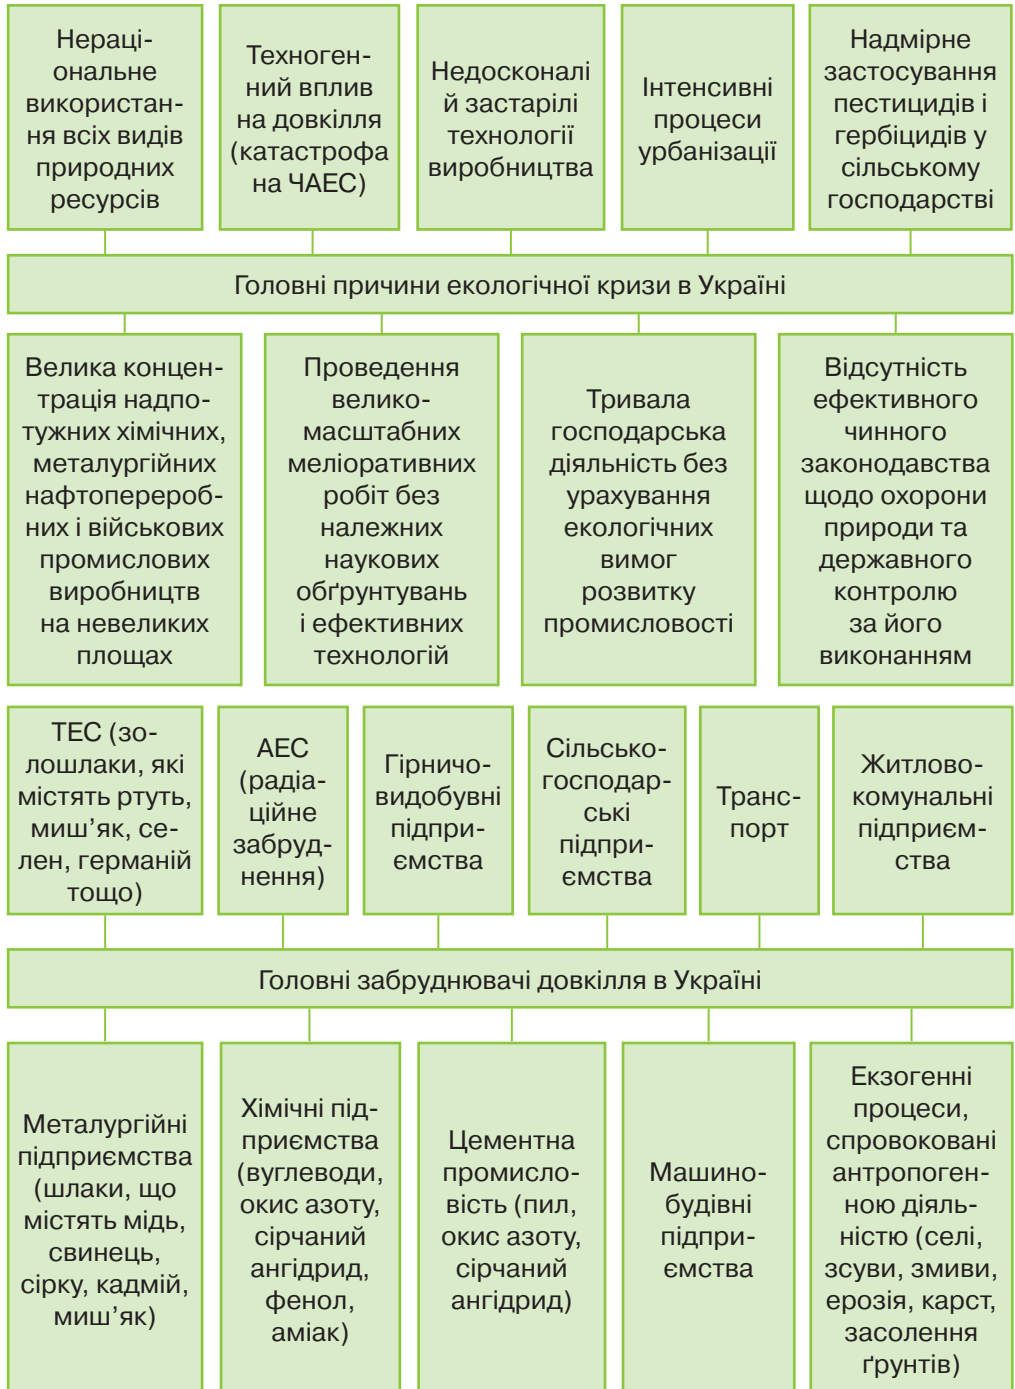 Нераці-
ональне
використан-
ня всіх видів
природних
ресурсів
Техноген-
ний вплив
на довкілля
(катастрофа
на ЧАЕС)
Недосконалі
й застарілі
технології
виробництва
Інтенсивні
процеси
урбанізації
Надмірне
застосування
пестицидів і
гербіцидів у
сільському
господарстві
Головні причини екологічної кризи в Україні
Велика концен-
трація надпо-
тужних хімічних,
металургійних
нафтоперероб-
них і військових
промислових
виробництв
на невеликих
площах
Проведення
велико-
масштабних
меліоративних
робіт без
належних
наукових
обґрунтувань
і ефективних
технологій
Тривала
господарська
діяльність без
урахування
екологічних
вимог
розвитку
промисловості
Відсутність
ефективного
чинного
законодавства
щодо охорони
природи та
державного
контролю
за його
виконанням
ТЕС (зо-
лошлаки, які
містять ртуть,
миш’як, се-
лен, германій
тощо)
АЕС
(радіа-
ційне
забруд-
нення)
Гірничо-
видобувні
підпри-
ємства
Сільсько-
господар-
ські
підпри-
ємства
Транс-
порт
Житлово-
комунальні
підприєм-
ства
Головні забруднювачі довкілля в Україні
Металургійні
підприємства
(шлаки, що
містять мідь,
свинець,
сірку, кадмій,
миш’як)
Хімічні під-
приємства
(вуглеводи,
окис азоту,
сірчаний
ангідрид,
фенол,
аміак)
Цементна
промисло-
вість (пил,
окис азоту,
сірчаний
ангідрид)
Машино-
будівні
підпри-
ємства
Екзогенні
процеси,
спровоковані
антропоген-
ною діяль-
ністю (селі,
зсуви, змиви,
ерозія, карст,
засолення
ґрунтів)